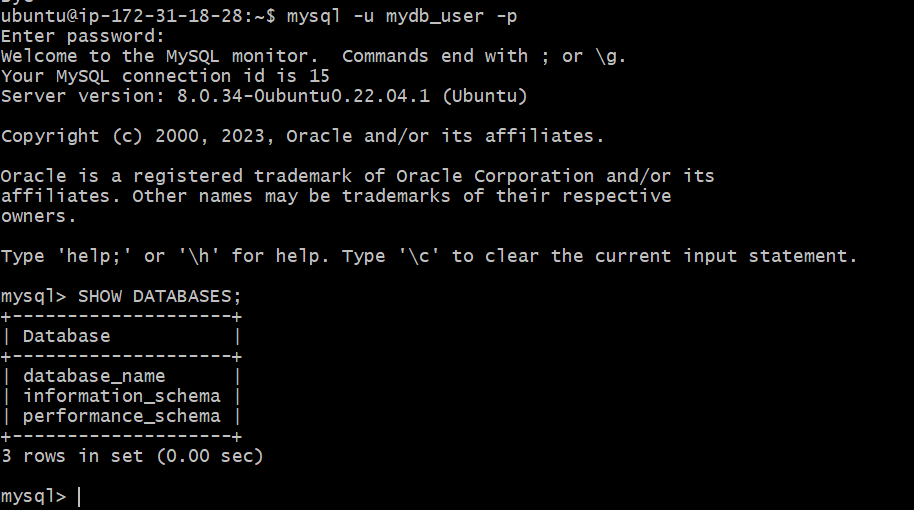 ubuntu@ip-172-31-18-28:~$ mysql -u mydb_user -p
Enter password:
Welcome to the MySQL monitor.  Commands end with ; or \g.
Your MySQL connection id is 15
Server version: 8.0.34-0ubuntu0.22.04.1 (Ubuntu)

Copyright (c) 2000, 2023, Oracle and/or its affiliates.

Oracle is a registered trademark of Oracle Corporation and/or its
affiliates. Other names may be trademarks of their respective
owners.

Type 'help;' or '\h' for help. Type '\c' to clear the current input statement.

mysql> SHOW DATABASES;
+--------------------+
| Database           |
+--------------------+
| database_name      |
| information_schema |
| performance_schema |
+--------------------+
3 rows in set (0.00 sec)

mysql>